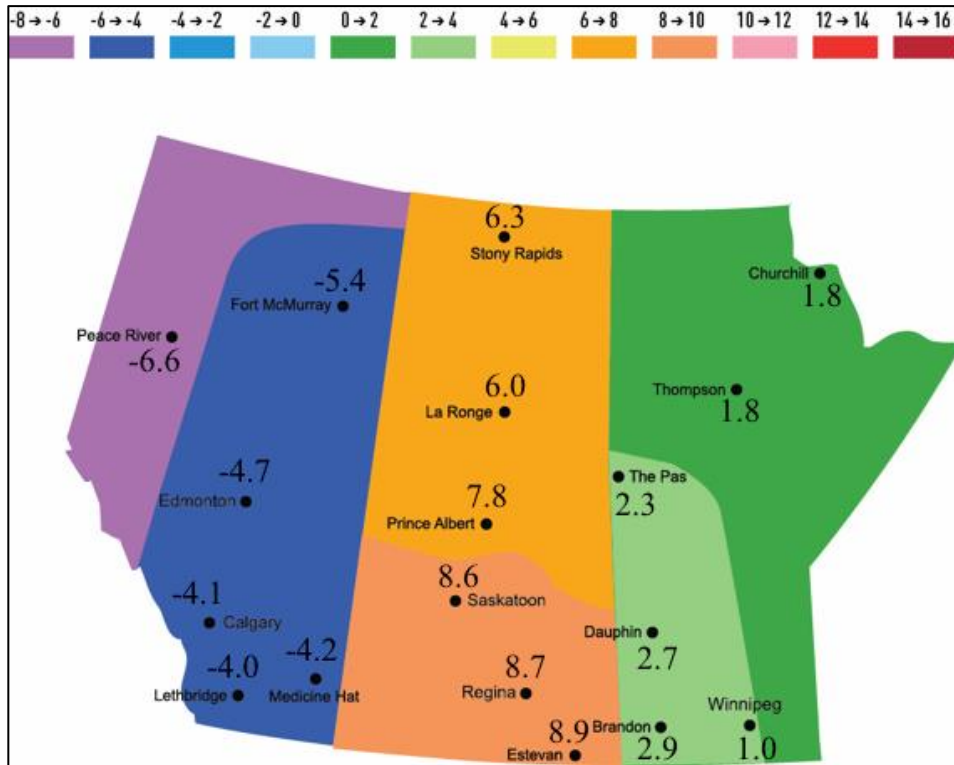 -8→-6 -6→-4 -4→-2 -2→0 0→2 2→4 4→6 6→8 8→10 10→12 12→14 14→16
6.3
Stony Rapids
-5.4
Fort McMurray
Churchill
1.8
Peace River
-6.6
6.0
La Ronge
Thompson
1.8
-4.7
Edmonton
The Pas
2.3
7.8
Prince Albert
8.6
Saskatoon
-4.1
Calgary
Dauphin
2.7
-4.0
Lethbridge
-4.2
Medicine Hat
8.7
Regina
Winnipeg
1.0
Brandon
2.9
8.9
Estevan